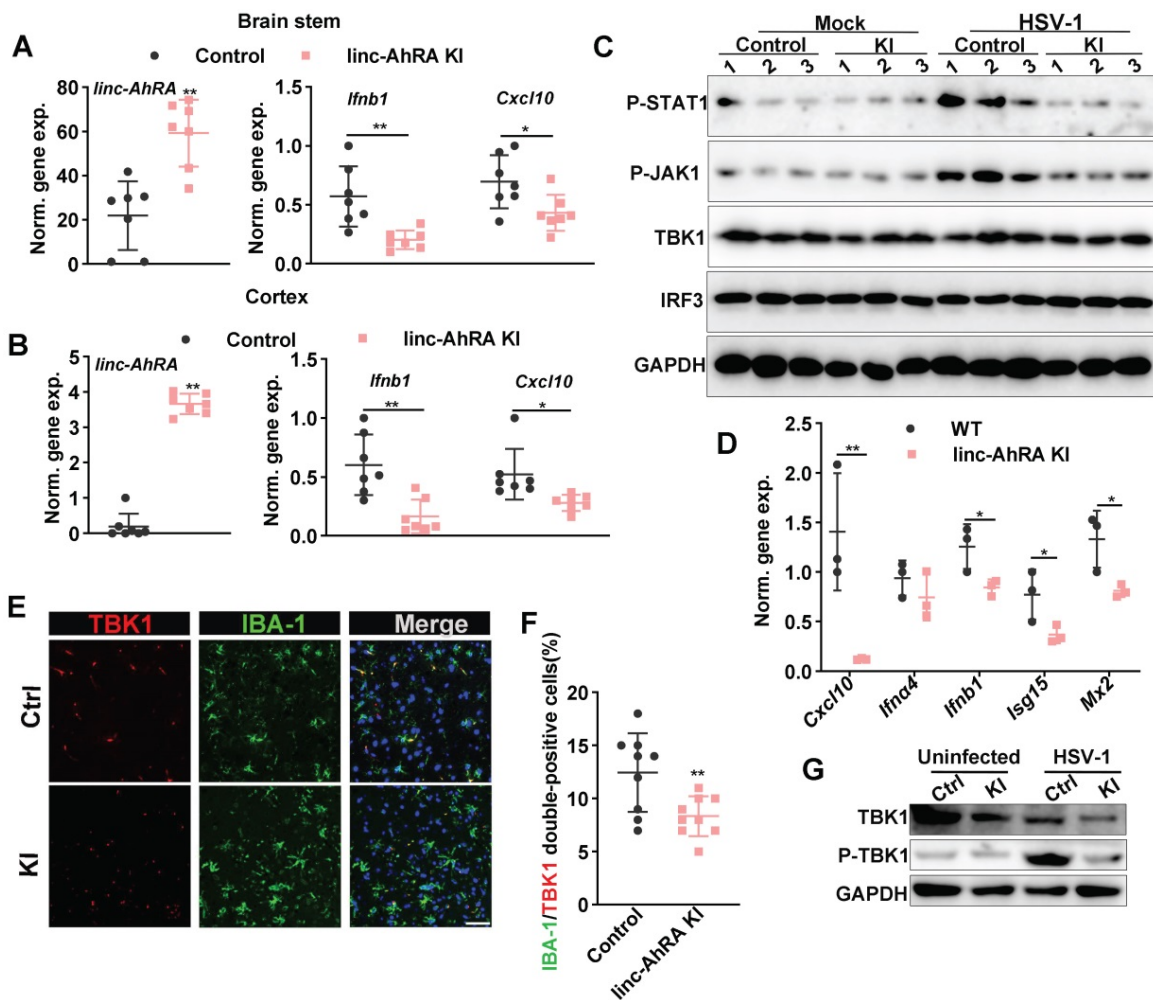 Brain stem
A
Control linc-AhRA KI
linc-AhRA
**
Norm. gene exp.
80
60
40
20
0
Norm. gene exp.
1.5
1.0
0.5
0.0
Ifnb1
**
Cxcl10
*
Cortex
B
Control linc-AhRA KI
linc-AhRA
**
Norm. gene exp.
5
4
3
2
1
0
Norm. gene exp.
1.5
1.0
0.5
0.0
Ifnb1
**
Cxcl10
*
C
Mock HSV-1
Control KI Control KI
1 2 3 1 2 3 1 2 3 1 2 3
P-STAT1
P-JAK1
TBK1
IRF3
GAPDH
D
WT
linc-AhRA KI
Norm. gene exp.
2.5
2.0
1.5
1.0
0.5
0.0
**
*
*
*
Cxcl10 Ifnα4 Ifnb1 Isg15 Mx2
E
TBK1 IBA-1 Merge
Ctrl
KI
F
IBA-1/TBK1 double-positive cells(%)
20
15
10
5
0
**
Control linc-AhRA KI
G
Uninfected HSV-1
Ctrl KI Ctrl KI
TBK1
P-TBK1
GAPDH